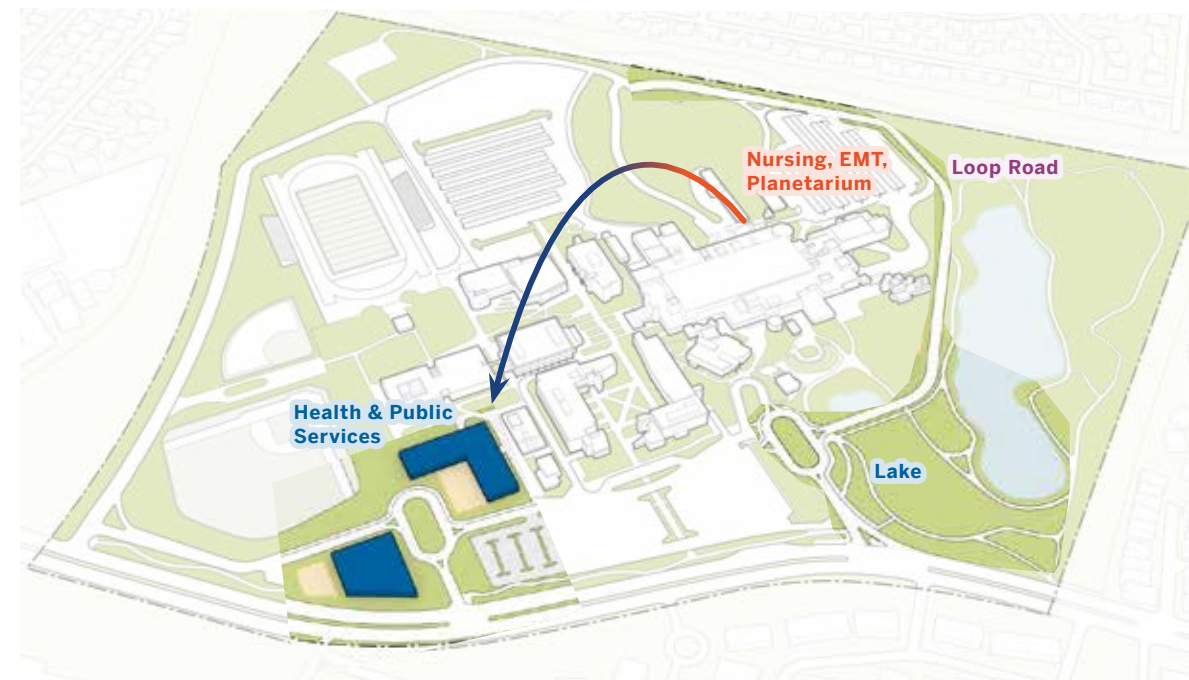 Nursing, EMT,
Planetarium
Loop Road
Health & Public
Services
Lake